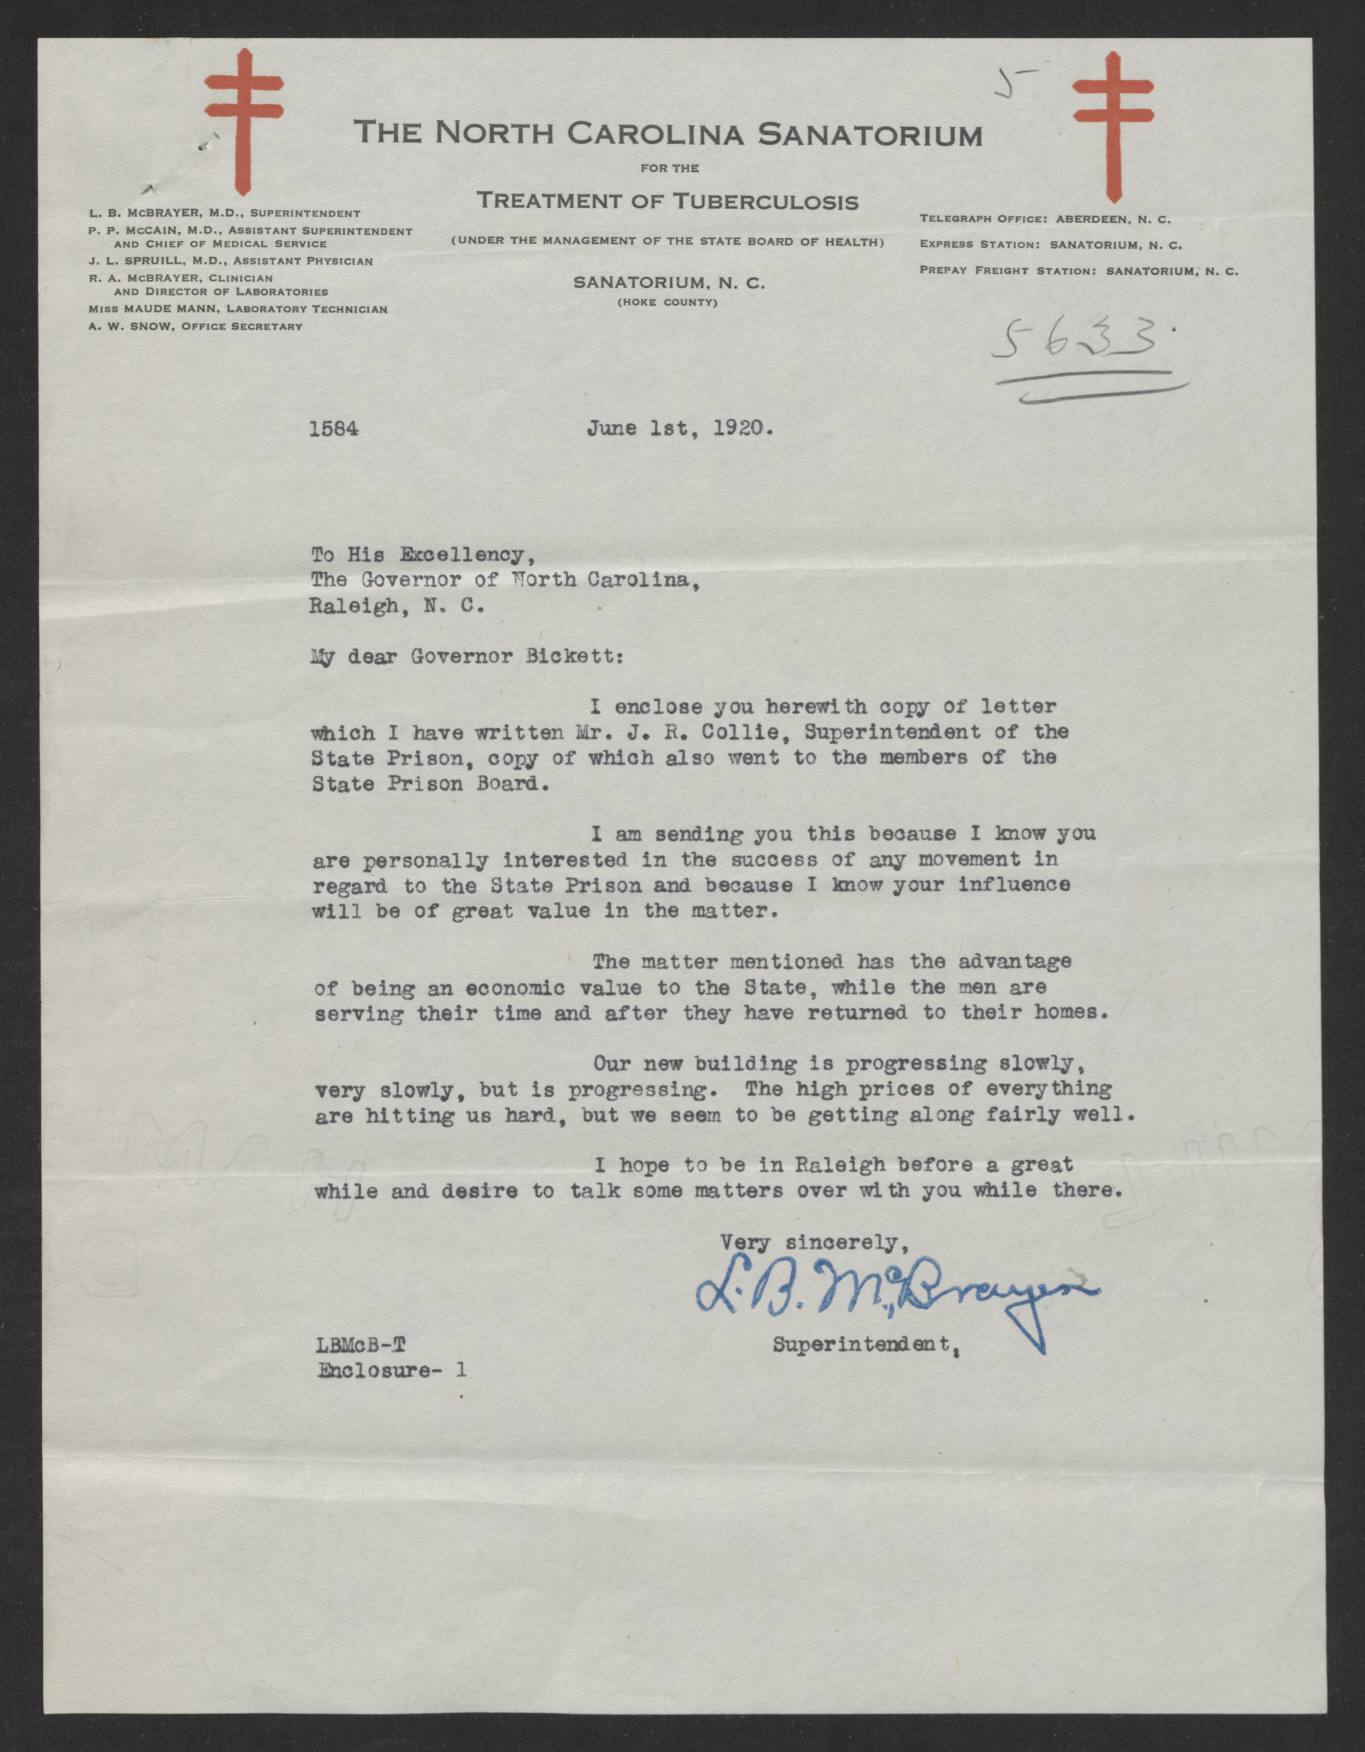 5
THE NORTH CAROLINA SANATORIUM
FOR THE
TREATMENT OF TUBERCULOSIS
(UNDER THE MANAGEMENT OF THE STATE BOARD OF HEALTH)
SANATORIUM, N. C.
(HOKE COUNTY)
L. B. McBRAYER, M.D., SUPERINTENDENT
P. P. McCAIN, M.D., ASSISTANT SUPERINTENDENT
AND CHIEF OF MEDICAL SERVICE
J. L. SPRUILL, M.D., ASSISTANT PHYSICIAN
R. A. McBRAYER, CLINICIAN
AND DIRECTOR OF LABORATORIES
MISS MAUDE MANN, LABORATORY TECHNICIAN
A. W. SNOW, OFFICE SECRETARY
TELEGRAPH OFFICE: ABERDEEN, N. C.
EXPRESS STATION: SANATORIUM, N. C.
PREPAY FREIGHT STATION: SANATORIUM, N. C.
5633.
1584 June 1st, 1920.
To His Excellency,
The Governor of North Carolina,
Raleigh, N. C.
My dear Governor Bickett:
I enclose you herewith copy of letter
which I have written Mr. J. R. Collie, Superintendent of the
State Prison, copy of which also went to the members of the
State Prison Board.
I am sending you this because I know you
are personally interested in the success of any movement in
regard to the State Prison and because I know your influence
will be of great value in the matter.
The matter mentioned has the advantage
of being an economic value to the State, while the men are
serving their time and after they have returned to their homes.
Our new building is progressing slowly,
very slowly, but is progressing. The high prices of everything
are hitting us hard, but we seem to be getting along fairly well.
I hope to be in Raleigh before a great
while and desire to talk some matters over with you while there.
Very sincerely,
L. B. McBrayer
Superintendent,
LBMcB-T
Enclosure- 1